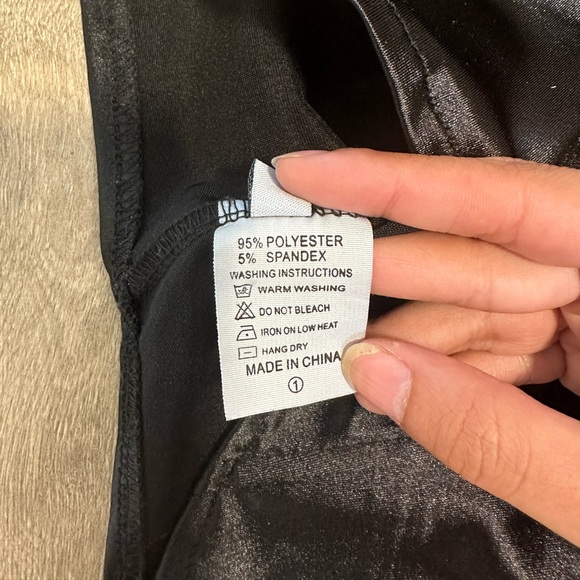 95% POLYESTER
5% SPANDEX
WASHING INSTRUCTIONS
WARM WASHING
DO NOT BLEACH
IRON ON LOW HEAT
HANG DRY
MADE IN CHINA
1